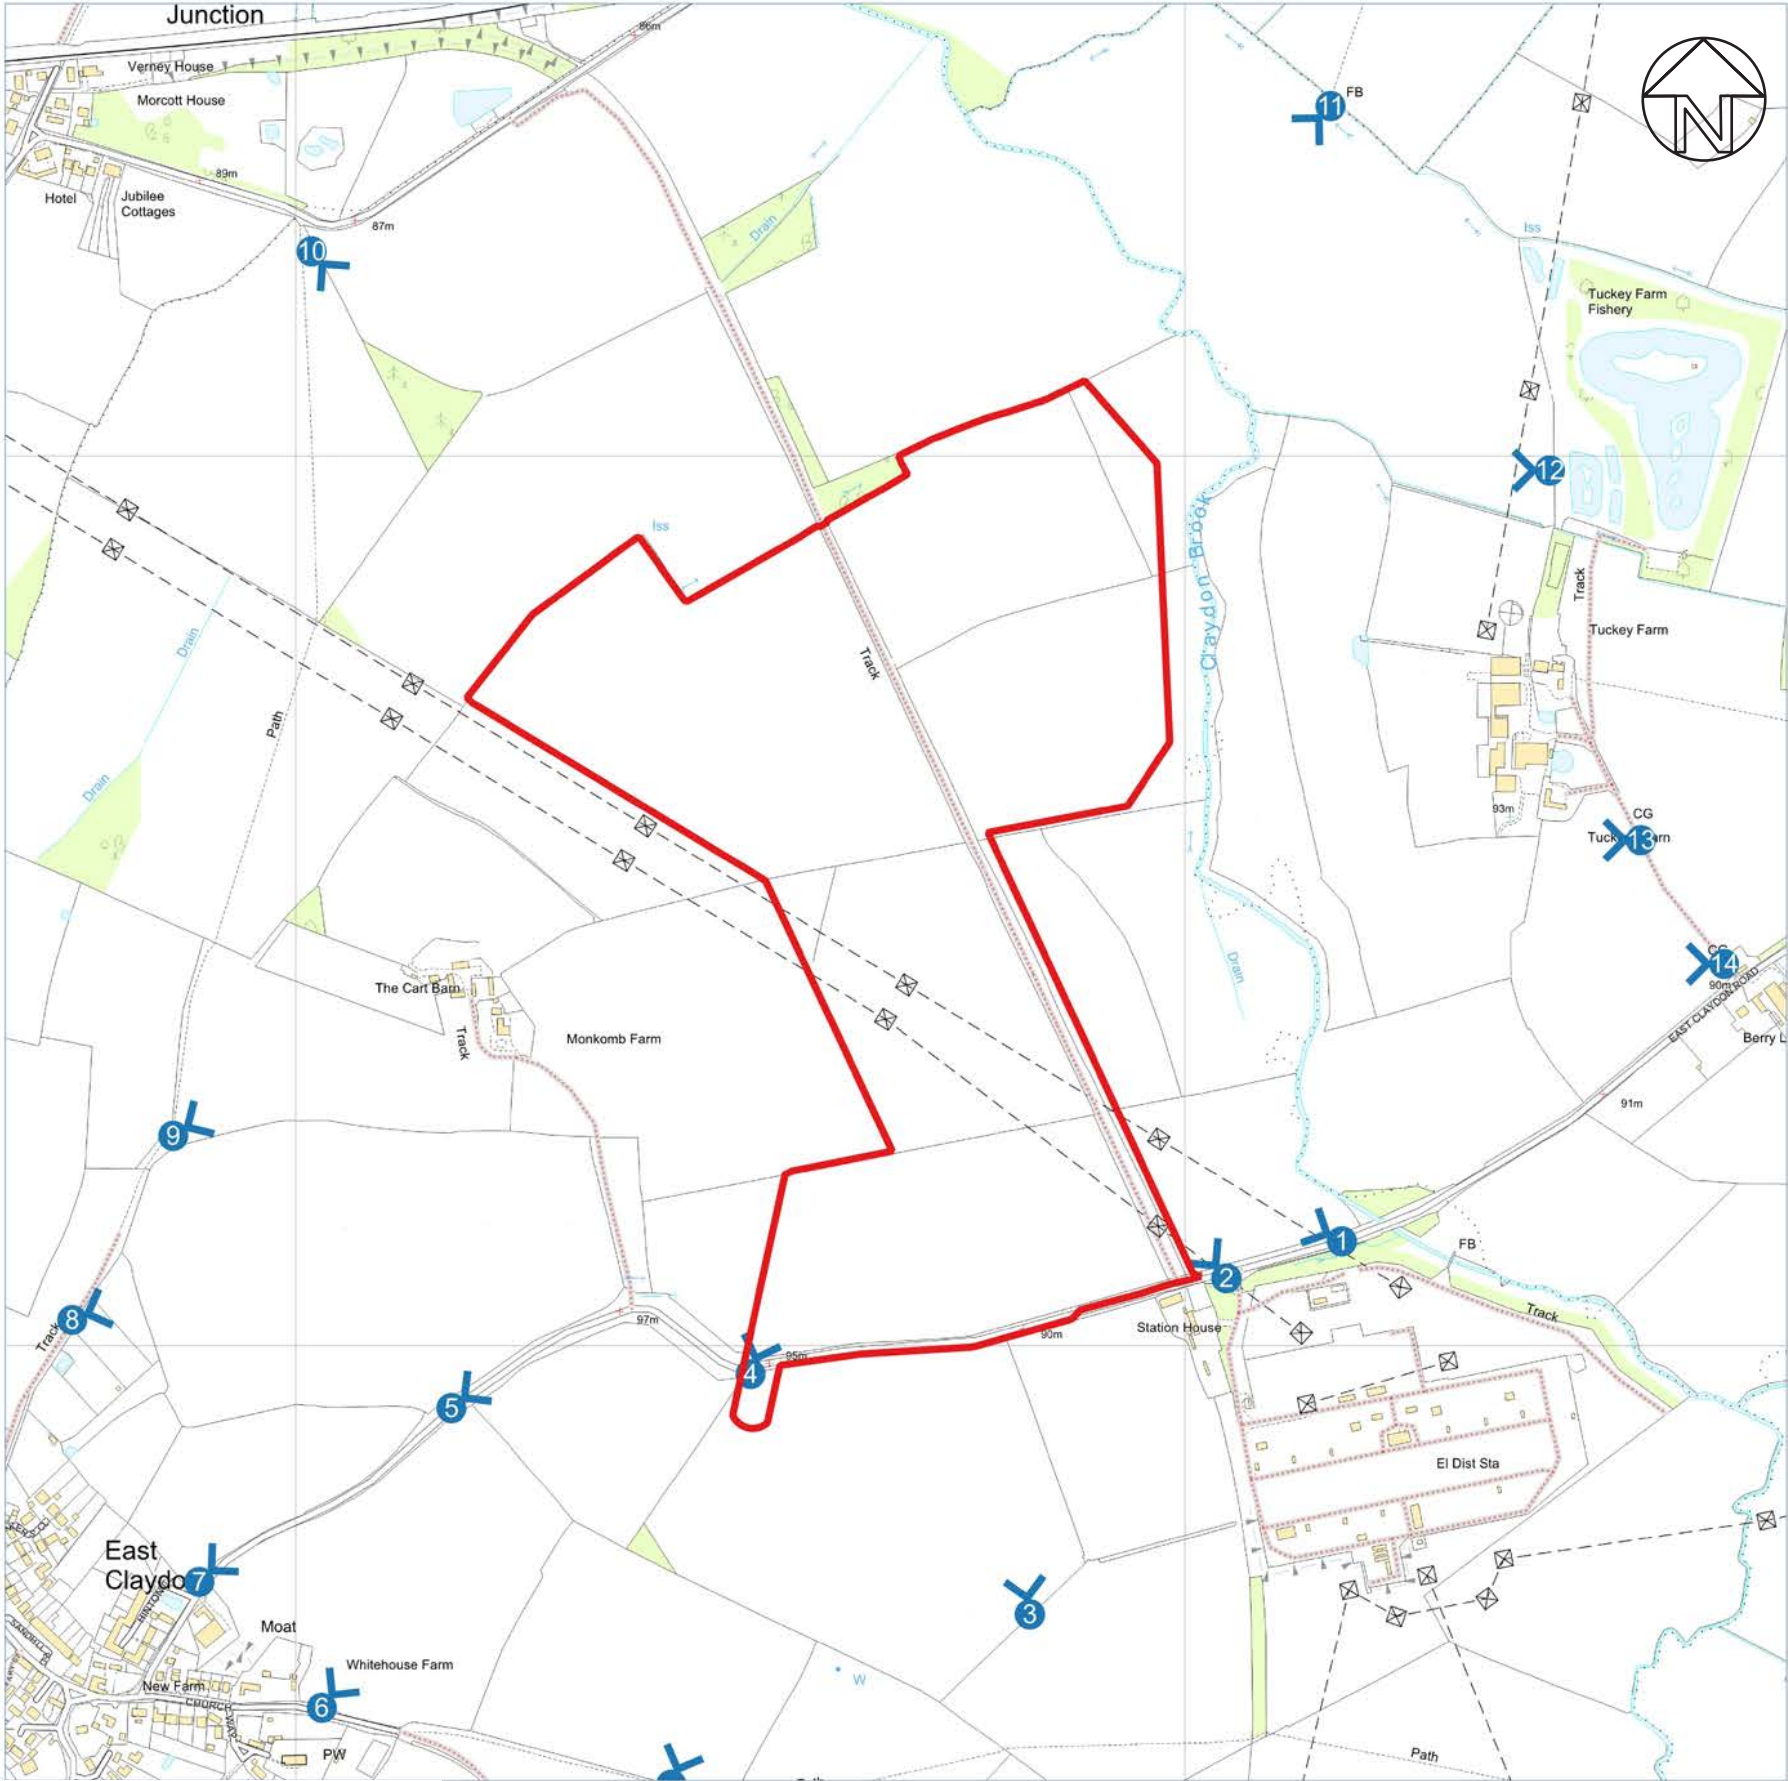 Junction
86m
Verney House
Morcott House
11
FB
N
89m
Hotel
Jubilee
Cottages
87m
Drain
Iss
10
Tuckey Farm
Fishery
12
Iss
Claydon Brook
Track
Track
Drain
Tuckey Farm
Path
Drain
93m
CG
13
Drain
14
90m
EAST CLAYDON ROAD
The Cart Barn
Track
Monkomb Farm
Berry L
91m
9
1
FB
2
8
Track
97m
Station House
90m
Track
95m
4
5
El Dist Sta
East
Claydo
7
HINTON
3
Moat
Whitehouse Farm
W
New Farm
CHURCH WAY
6
PW
Path